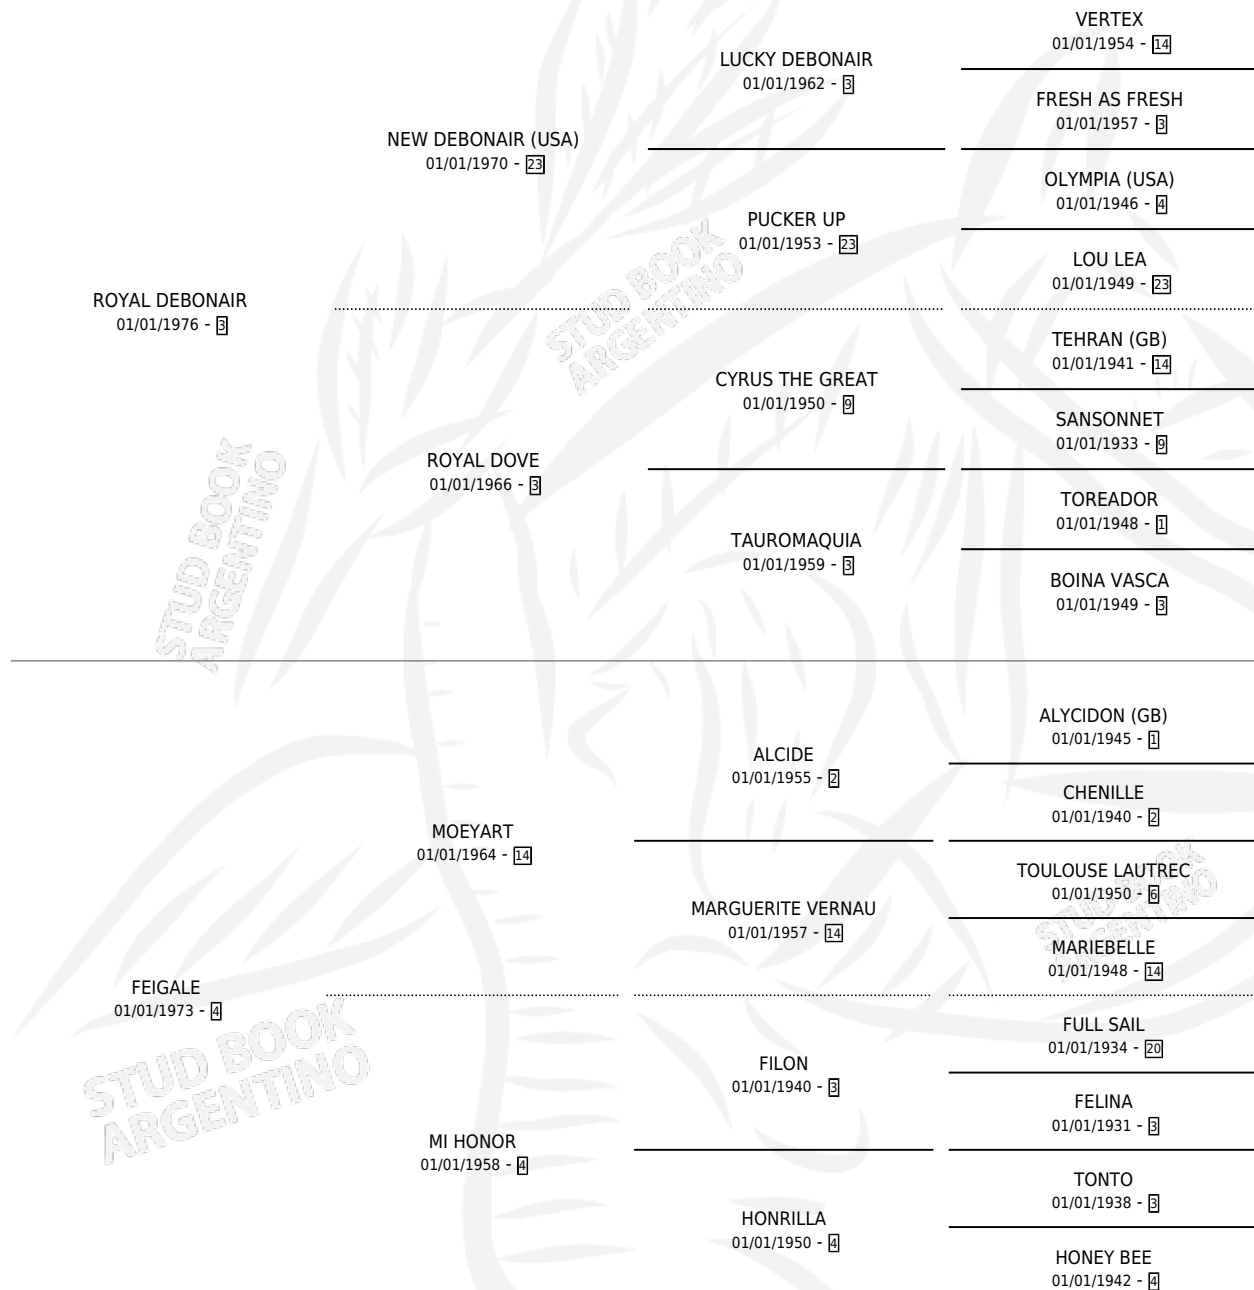 VERTEX
01/01/1954 - 14
LUCKY DEBONAIR
01/01/1962 - 3
FRESH AS FRESH
01/01/1957 - 3
NEW DEBONAIR (USA)
01/01/1970 - 23
OLYMPIA (USA)
01/01/1946 - 4
PUCKER UP
01/01/1953 - 23
LOU LEA
01/01/1949 - 23
ROYAL DEBONAIR
01/01/1976 - 3
TEHRAN (GB)
01/01/1941 - 14
CYRUS THE GREAT
01/01/1950 - 9
SANSONNET
01/01/1933 - 9
ROYAL DOVE
01/01/1966 - 3
TOREADOR
01/01/1948 - 1
TAUROMAQUIA
01/01/1959 - 3
BOINA VASCA
01/01/1949 - 3
ALYCIDON (GB)
01/01/1945 - 1
ALCIDE
01/01/1955 - 2
CHENILLE
01/01/1940 - 2
MOEYART
01/01/1964 - 14
TOULOUSE LAUTREC
01/01/1950 - 6
MARGUERITE VERNAU
01/01/1957 - 14
MARIEBELLE
01/01/1948 - 14
FEIGALE
01/01/1973 - 4
FULL SAIL
01/01/1934 - 20
FILON
01/01/1940 - 3
FELINA
01/01/1931 - 3
MI HONOR
01/01/1958 - 4
TONTO
01/01/1938 - 3
HONRILLA
01/01/1950 - 4
HONEY BEE
01/01/1942 - 4
STUD BOOK
ARGENTINO
STUD BOOK
ARGENTINO
STUD BOOK
ARGENTINO
STUD BOOK
ARGENTINO